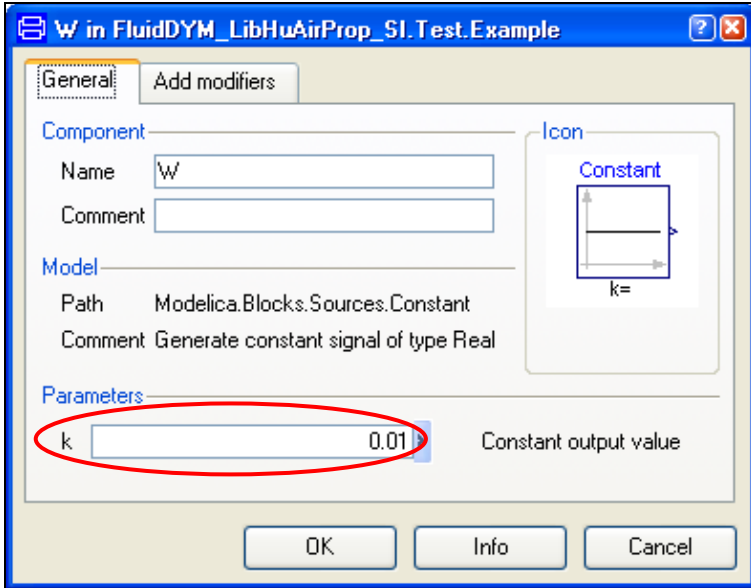 W in FluidDYM_LibHuAirProp_SI.Test.Example
General Add modifiers
Component Icon
Name W Constant
Comment
k=
Model
Path Modelica.Blocks.Sources.Constant
Comment Generate constant signal of type Real
Parameters
k 0.01 Constant output value
OK Info Cancel